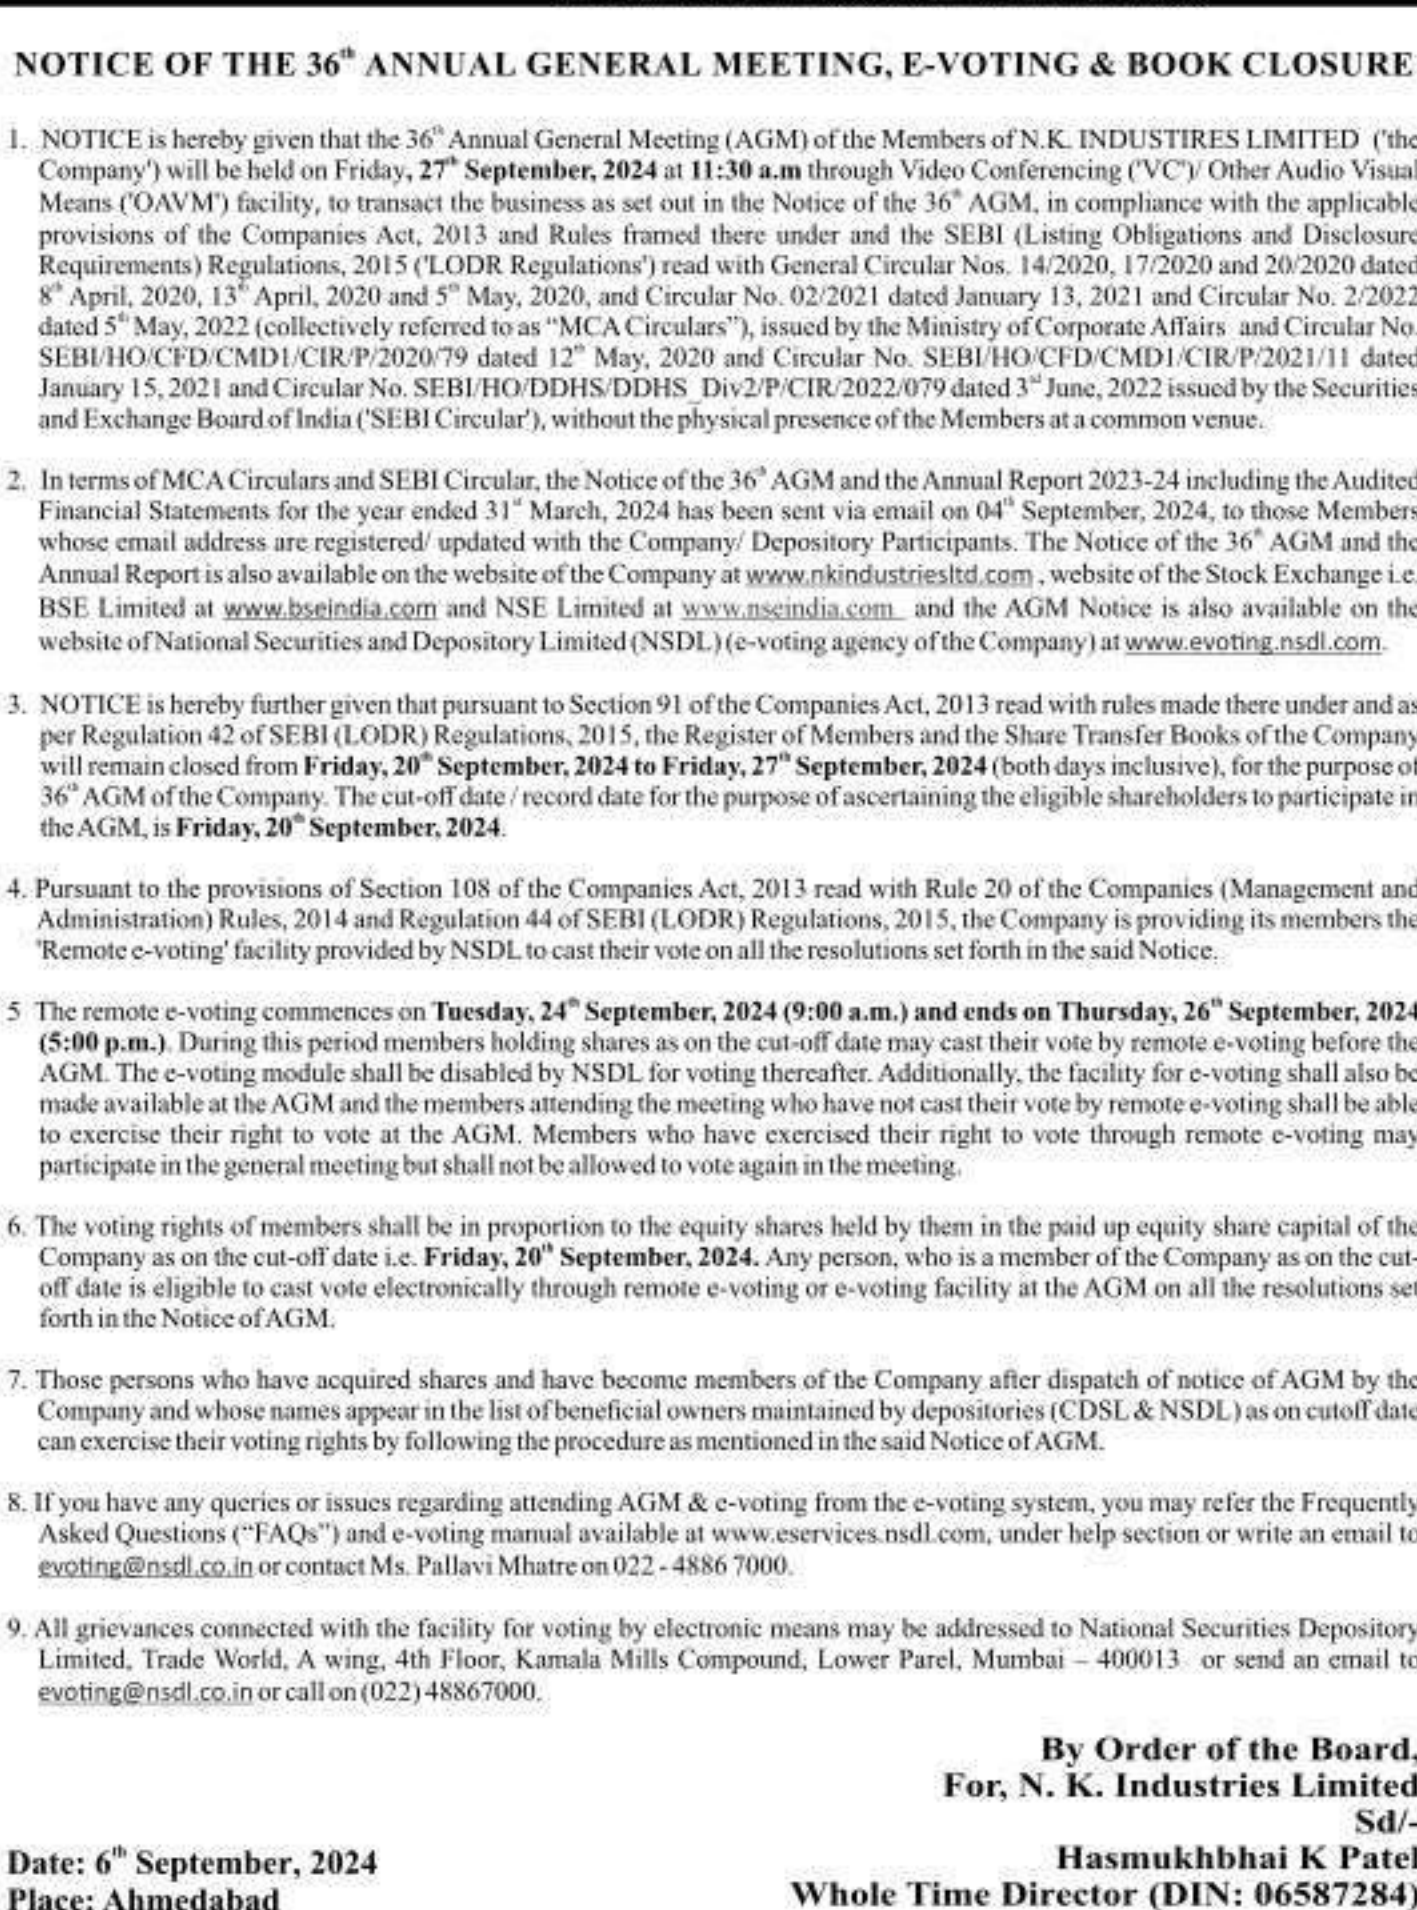 NOTICE OF THE 36th ANNUAL GENERAL MEETING, E-VOTING & BOOK CLOSURE
1. NOTICE is hereby given that the 36th Annual General Meeting (AGM) of the Members of N.K. INDUSTIRES LIMITED ('the
Company') will be held on Friday, 27th September, 2024 at 11:30 a.m through Video Conferencing ('VC')/ Other Audio Visual
Means ('OAVM') facility, to transact the business as set out in the Notice of the 36th AGM, in compliance with the applicable
provisions of the Companies Act, 2013 and Rules framed there under and the SEBI (Listing Obligations and Disclosure
Requirements) Regulations, 2015 ('LODR Regulations') read with General Circular Nos. 14/2020, 17/2020 and 20/2020 dated
8th April, 2020, 13th April, 2020 and 5th May, 2020, and Circular No. 02/2021 dated January 13, 2021 and Circular No. 2/2022
dated 5th May, 2022 (collectively referred to as “MCA Circulars”), issued by the Ministry of Corporate Affairs and Circular No.
SEBI/HO/CFD/CMD1/CIR/P/2020/79 dated 12th May, 2020 and Circular No. SEBI/HO/CFD/CMD1/CIR/P/2021/11 dated
January 15, 2021 and Circular No. SEBI/HO/DDHS/DDHS_Div2/P/CIR/2022/079 dated 3rd June, 2022 issued by the Securities
and Exchange Board of India ('SEBI Circular'), without the physical presence of the Members at a common venue.
2. In terms of MCA Circulars and SEBI Circular, the Notice of the 36th AGM and the Annual Report 2023-24 including the Audited
Financial Statements for the year ended 31st March, 2024 has been sent via email on 04th September, 2024, to those Members
whose email address are registered/ updated with the Company/ Depository Participants. The Notice of the 36th AGM and the
Annual Report is also available on the website of the Company at www.nkindustriesltd.com , website of the Stock Exchange i.e
BSE Limited at www.bseindia.com and NSE Limited at www.nseindia.com and the AGM Notice is also available on the
website of National Securities and Depository Limited (NSDL) (e-voting agency of the Company) at www.evoting.nsdl.com.
3. NOTICE is hereby further given that pursuant to Section 91 of the Companies Act, 2013 read with rules made there under and as
per Regulation 42 of SEBI (LODR) Regulations, 2015, the Register of Members and the Share Transfer Books of the Company
will remain closed from Friday, 20th September, 2024 to Friday, 27th September, 2024 (both days inclusive), for the purpose of
36th AGM of the Company. The cut-off date / record date for the purpose of ascertaining the eligible shareholders to participate in
the AGM, is Friday, 20th September, 2024.
4. Pursuant to the provisions of Section 108 of the Companies Act, 2013 read with Rule 20 of the Companies (Management and
Administration) Rules, 2014 and Regulation 44 of SEBI (LODR) Regulations, 2015, the Company is providing its members the
'Remote e-voting' facility provided by NSDL to cast their vote on all the resolutions set forth in the said Notice.
5 The remote e-voting commences on Tuesday, 24th September, 2024 (9:00 a.m.) and ends on Thursday, 26th September, 2024
(5:00 p.m.). During this period members holding shares as on the cut-off date may cast their vote by remote e-voting before the
AGM. The e-voting module shall be disabled by NSDL for voting thereafter. Additionally, the facility for e-voting shall also be
made available at the AGM and the members attending the meeting who have not cast their vote by remote e-voting shall be able
to exercise their right to vote at the AGM. Members who have exercised their right to vote through remote e-voting may
participate in the general meeting but shall not be allowed to vote again in the meeting.
6. The voting rights of members shall be in proportion to the equity shares held by them in the paid up equity share capital of the
Company as on the cut-off date i.e. Friday, 20th September, 2024. Any person, who is a member of the Company as on the cut-
off date is eligible to cast vote electronically through remote e-voting or e-voting facility at the AGM on all the resolutions set
forth in the Notice of AGM.
7. Those persons who have acquired shares and have become members of the Company after dispatch of notice of AGM by the
Company and whose names appear in the list of beneficial owners maintained by depositories (CDSL & NSDL) as on cutoff date
can exercise their voting rights by following the procedure as mentioned in the said Notice of AGM.
8. If you have any queries or issues regarding attending AGM & e-voting from the e-voting system, you may refer the Frequently
Asked Questions (“FAQs”) and e-voting manual available at www.eservices.nsdl.com, under help section or write an email to
evoting@nsdl.co.in or contact Ms. Pallavi Mhatre on 022 - 4886 7000.
9. All grievances connected with the facility for voting by electronic means may be addressed to National Securities Depository
Limited, Trade World, A wing, 4th Floor, Kamala Mills Compound, Lower Parel, Mumbai – 400013 or send an email to
evoting@nsdl.co.in or call on (022) 48867000.
By Order of the Board,
For, N. K. Industries Limited
Sd/-
Hasmukhbhai K Patel
Whole Time Director (DIN: 06587284)
Date: 6th September, 2024
Place: Ahmedabad